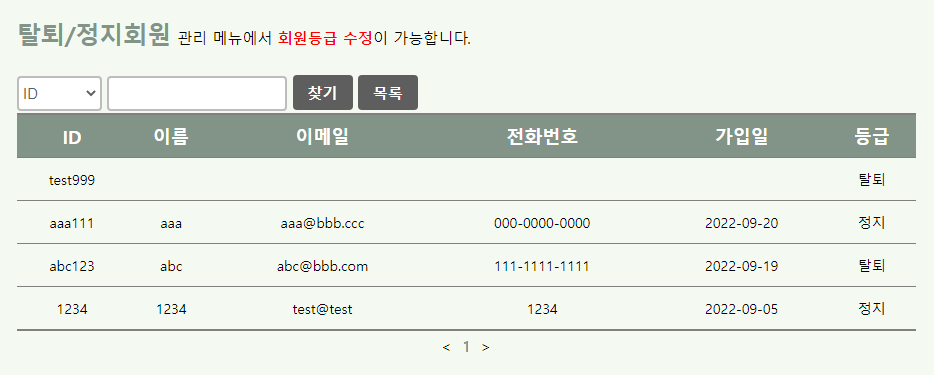 탈퇴/정지회원 관리 메뉴에서 회원등급 수정이 가능합니다.
ID 찾기 목록
ID 이름 이메일 전화번호 가입일 등급
test999 탈퇴
aaa111 aaa aaa@bbb.ccc 000-0000-0000 2022-09-20 정지
abc123 abc abc@bbb.com 111-1111-1111 2022-09-19 탈퇴
1234 1234 test@test 1234 2022-09-05 정지
< 1 >